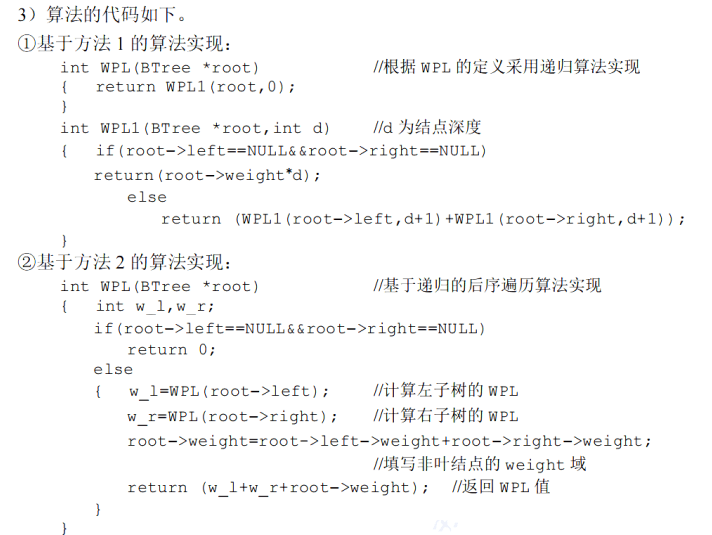 3）算法的代码如下。
①基于方法 1 的算法实现：
int WPL(BTree *root) //根据 WPL 的定义采用递归算法实现
{ return WPL1(root,0);
}
int WPL1(BTree *root,int d) //d 为结点深度
{ if(root->left==NULL&&root->right==NULL)
return(root->weight*d);
else
return (WPL1(root->left,d+1)+WPL1(root->right,d+1));
}
②基于方法 2 的算法实现：
int WPL(BTree *root) //基于递归的后序遍历算法实现
{ int w_l,w_r;
if(root->left==NULL&&root->right==NULL)
return 0;
else
{ w_l=WPL(root->left); //计算左子树的 WPL
w_r=WPL(root->right); //计算右子树的 WPL
root->weight=root->left->weight+root->right->weight;
//填写非叶结点的 weight 域
return (w_l+w_r+root->weight); //返回 WPL 值
}
}